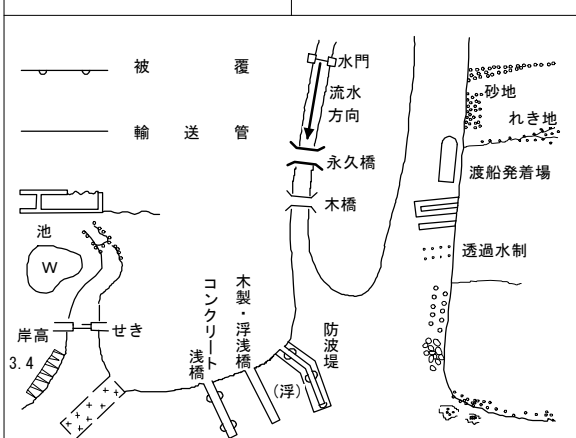 被覆
輸送管
水門
流水
方向
永久橋
木橋
砂地
れき地
渡船発着場
透過水制
池
W
岸高
3.4
せき
コンクリート
浅橋
木製・浮浅橋
(浮)
防波堤